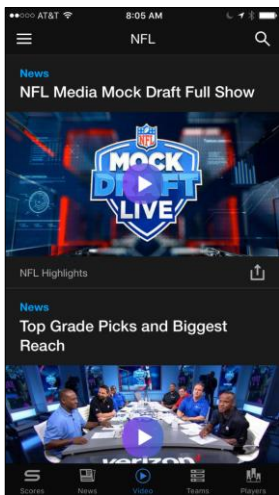 AT&T
8:05 AM
NFL
News
NFL Media Mock Draft Full Show
NFL
MOCK
DRAFT
LIVE
NFL Highlights
News
Top Grade Picks and Biggest
Reach
verizon
Scores
News
Video
Teams
Players